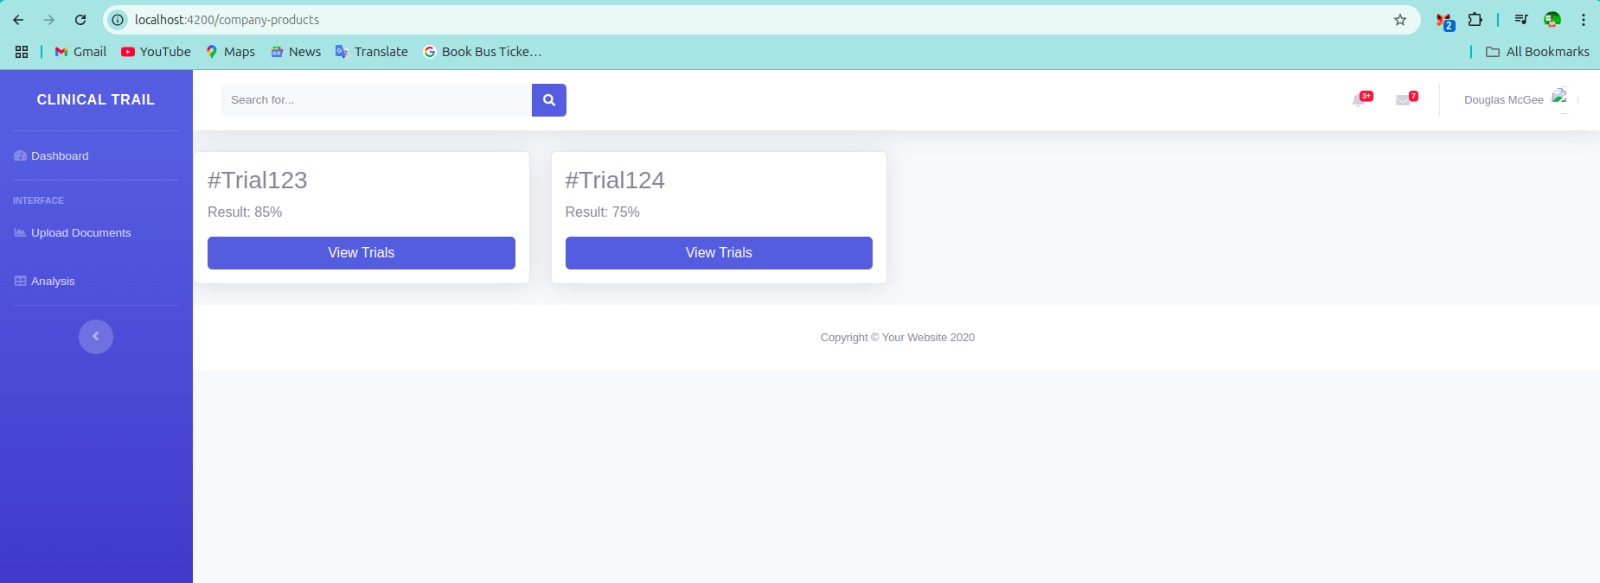 localhost:4200/company-products
2
Gmail YouTube Maps News Translate Book Bus Ticke... All Bookmarks
CLINICAL TRAIL
Search for...
3+
7
Douglas McGee
Dashboard
INTERFACE
Upload Documents
Analysis
#Trial123
Result: 85%
View Trials
#Trial124
Result: 75%
View Trials
Copyright © Your Website 2020